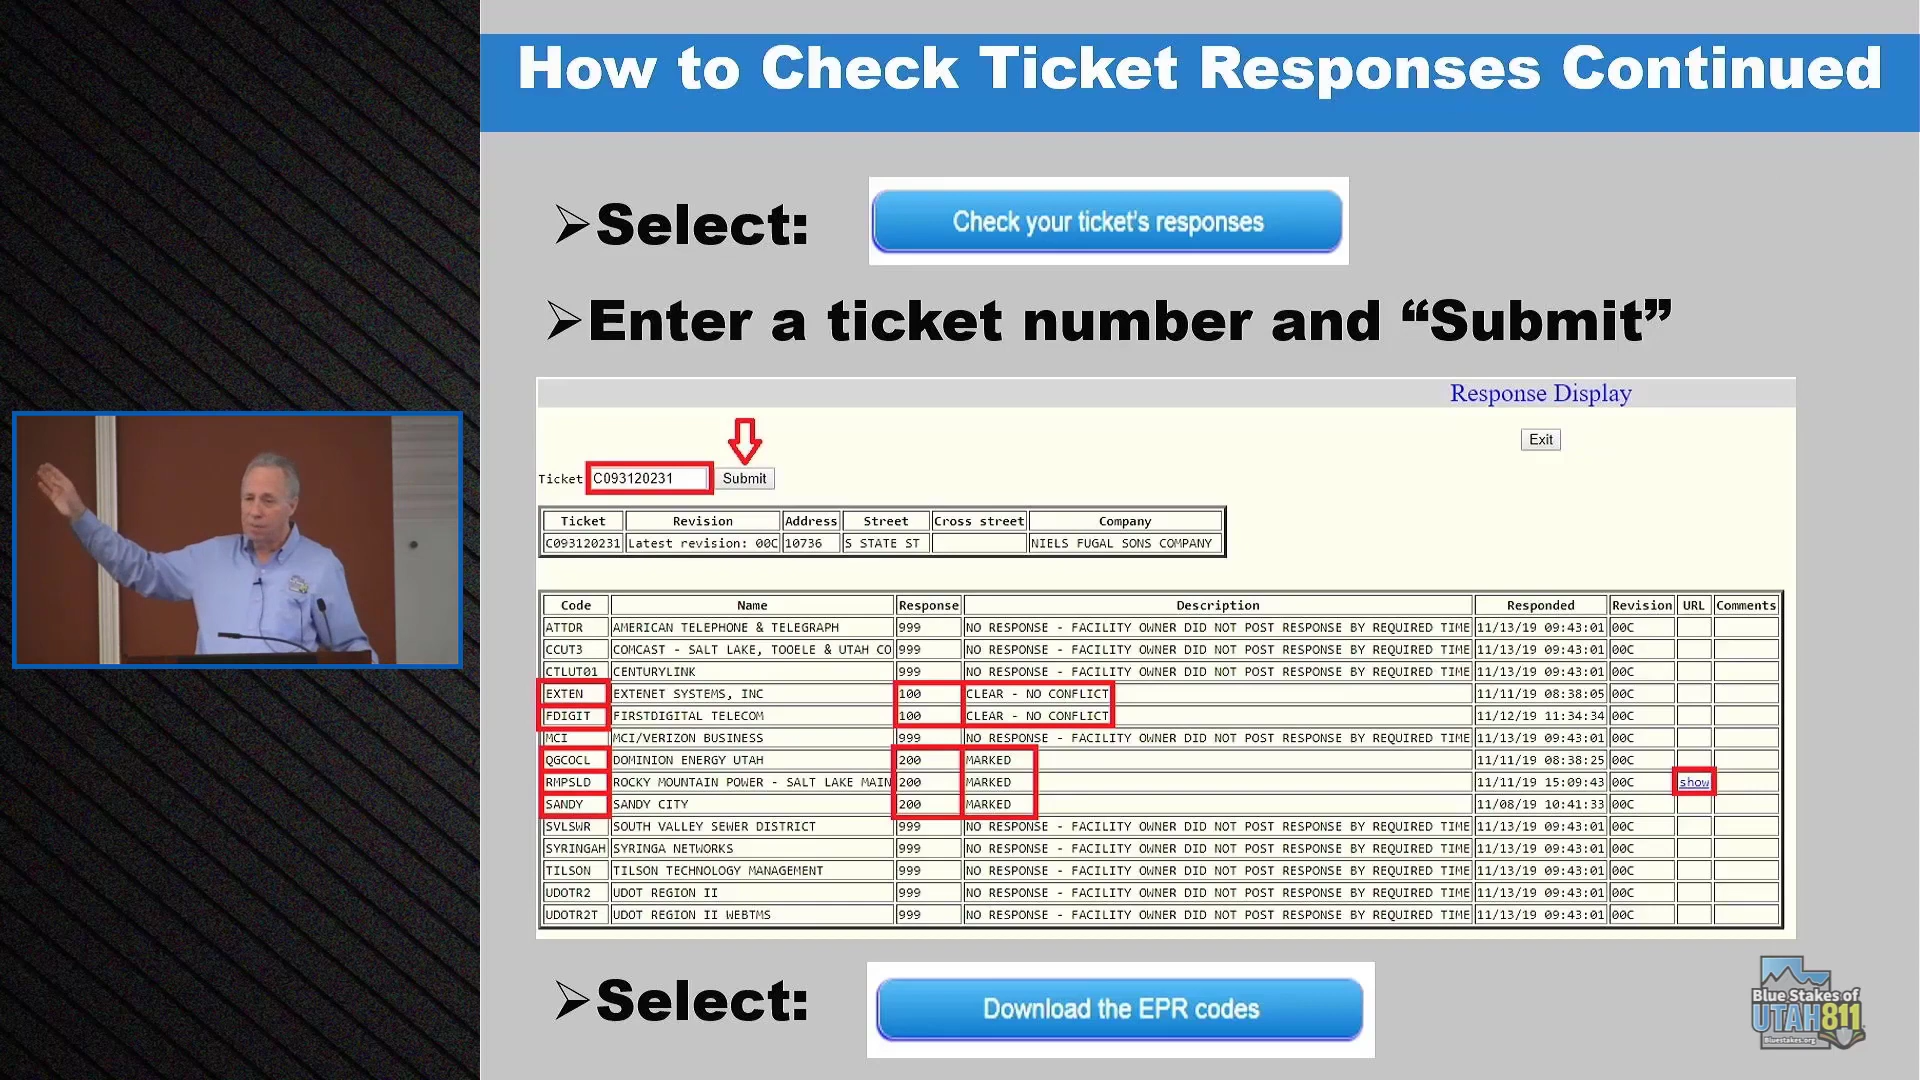 How to Check Ticket Responses Continued
➢Select:
Check your ticket's responses
➢Enter a ticket number and “Submit”
Response Display
Exit
Ticket C093120231 Submit
Ticket Revision Address Street Cross street Company
C093120231 Latest revision: 00C 10736 S STATE ST NIELS FUGAL SONS COMPANY
Code Name Response Description Responded Revision URL Comments
ATTDR AMERICAN TELEPHONE & TELEGRAPH 999 NO RESPONSE - FACILITY OWNER DID NOT POST RESPONSE BY REQUIRED TIME 11/13/19 09:43:01 00C
CCUT3 COMCAST - SALT LAKE, TOOELE & UTAH CO 999 NO RESPONSE - FACILITY OWNER DID NOT POST RESPONSE BY REQUIRED TIME 11/13/19 09:43:01 00C
CTLUT01 CENTURYLINK 999 NO RESPONSE - FACILITY OWNER DID NOT POST RESPONSE BY REQUIRED TIME 11/13/19 09:43:01 00C
EXTEN EXTENET SYSTEMS, INC 100 CLEAR - NO CONFLICT 11/11/19 08:38:05 00C
FDIGIT FIRSTDIGITAL TELECOM 100 CLEAR - NO CONFLICT 11/12/19 11:34:34 00C
MCI MCI/VERIZON BUSINESS 999 NO RESPONSE - FACILITY OWNER DID NOT POST RESPONSE BY REQUIRED TIME 11/13/19 09:43:01 00C
QGCOCL DOMINION ENERGY UTAH 200 MARKED 11/11/19 08:38:25 00C
RMPSLD ROCKY MOUNTAIN POWER - SALT LAKE MAIN 200 MARKED 11/11/19 15:09:43 00C show
SANDY SANDY CITY 200 MARKED 11/08/19 10:41:33 00C
SVLSWR SOUTH VALLEY SEWER DISTRICT 999 NO RESPONSE - FACILITY OWNER DID NOT POST RESPONSE BY REQUIRED TIME 11/13/19 09:43:01 00C
SYRINGAH SYRINGA NETWORKS 999 NO RESPONSE - FACILITY OWNER DID NOT POST RESPONSE BY REQUIRED TIME 11/13/19 09:43:01 00C
TILSON TILSON TECHNOLOGY MANAGEMENT 999 NO RESPONSE - FACILITY OWNER DID NOT POST RESPONSE BY REQUIRED TIME 11/13/19 09:43:01 00C
UDOTR2 UDOT REGION II 999 NO RESPONSE - FACILITY OWNER DID NOT POST RESPONSE BY REQUIRED TIME 11/13/19 09:43:01 00C
UDOTR2T UDOT REGION II WEBTMS 999 NO RESPONSE - FACILITY OWNER DID NOT POST RESPONSE BY REQUIRED TIME 11/13/19 09:43:01 00C
➢Select:
Download the EPR codes
Blue Stakes of
UTAH811
Bluestakes.org